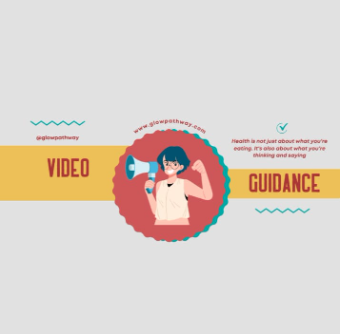 @glowpathway
VIDEO
www.glowpathway.com
Health is not just about what you're
eating. It's also about what you're
thinking and saying
GUIDANCE